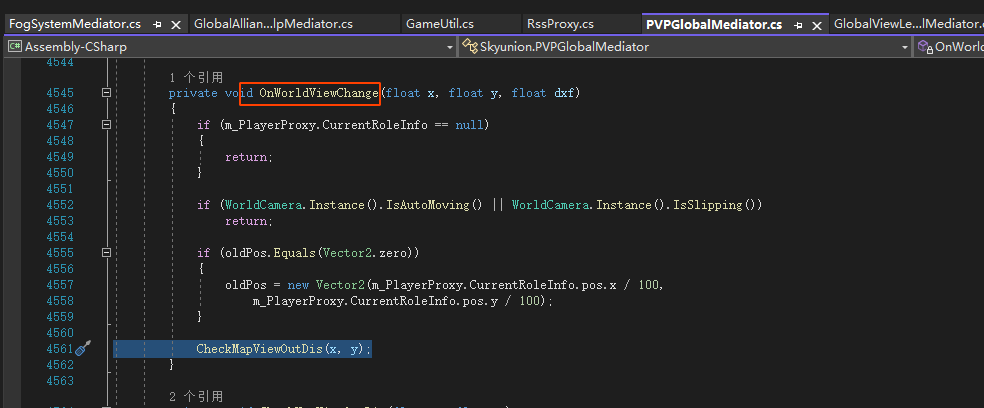 FogSystemMediator.cs GlobalAllian...lpMediator.cs GameUtil.cs RssProxy.cs PVPGlobalMediator.cs GlobalViewLe...lMediator.cs
C# Assembly-CSharp Skyunion.PVPGlobalMediator OnWorl
4544
1 个引用
4545 private void OnWorldViewChange(float x, float y, float dxf)
4546 {
4547 if (m_PlayerProxy.CurrentRoleInfo == null)
4548 {
4549 return;
4550 }
4551
4552 if (WorldCamera.Instance().IsAutoMoving() || WorldCamera.Instance().IsSlipping())
4553 return;
4554
4555 if (oldPos.Equals(Vector2.zero))
4556 {
4557 oldPos = new Vector2(m_PlayerProxy.CurrentRoleInfo.pos.x / 100,
4558 m_PlayerProxy.CurrentRoleInfo.pos.y / 100);
4559 }
4560
4561 CheckMapViewOutDis(x, y);
4562 }
4563
2 个引用